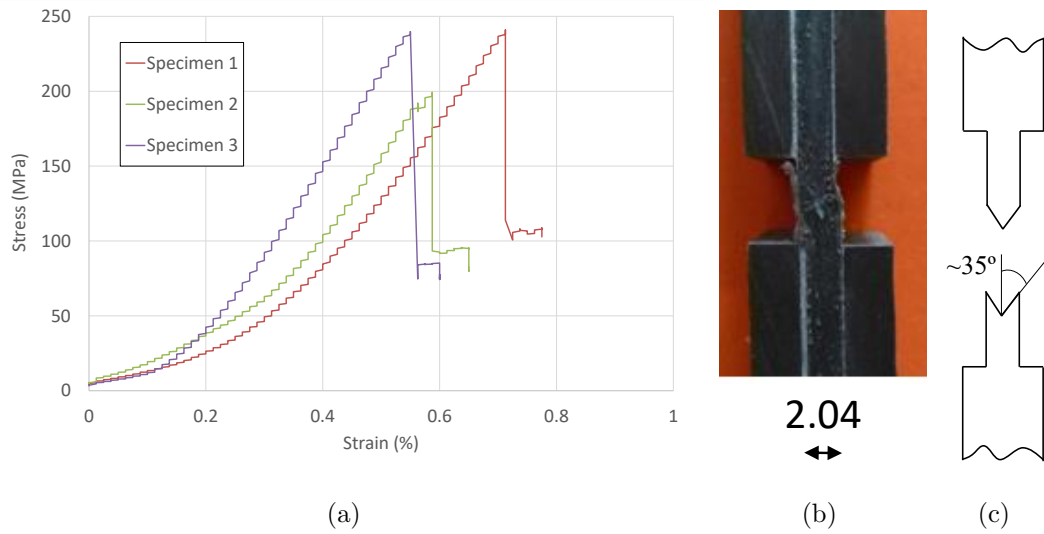 250
200
150
100
50
0
Stress (MPa)
Specimen 1
Specimen 2
Specimen 3
0
0.2
0.4
0.6
0.8
1
Strain (%)
2.04
~35º
(a)
(b)
(c)